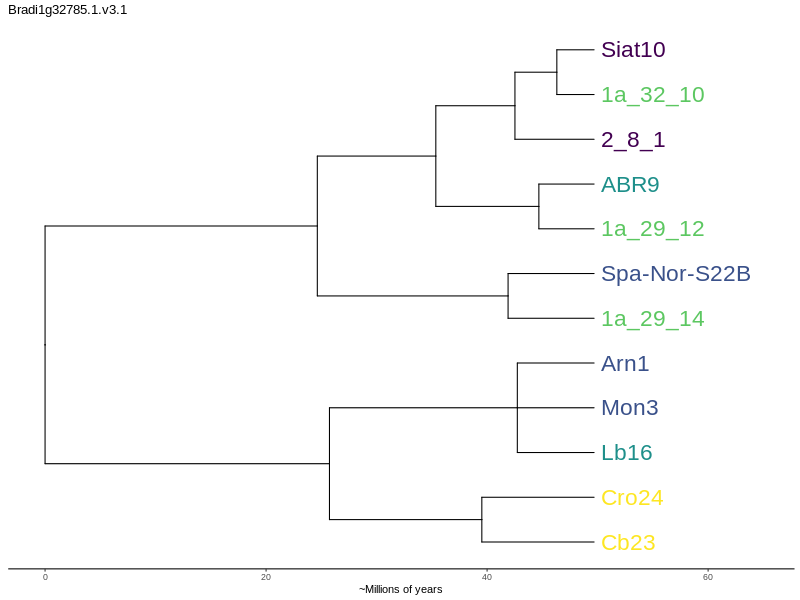 Bradi1g32785.1.v3.1
Siat10
1a_32_10
2_8_1
ABR9
1a_29_12
Spa-Nor-S22B
1a_29_14
Arn1
Mon3
Lb16
Cro24
Cb23
0 20 40 60
~Millions of years